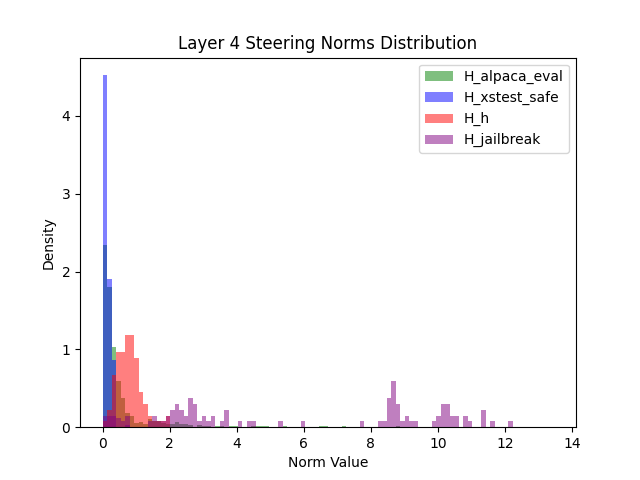 Layer 4 Steering Norms Distribution
H_alpaca_eval
H_xstest_safe
H_h
H_jailbreak
Density
4
3
2
1
0
0 2 4 6 8 10 12 14
Norm Value